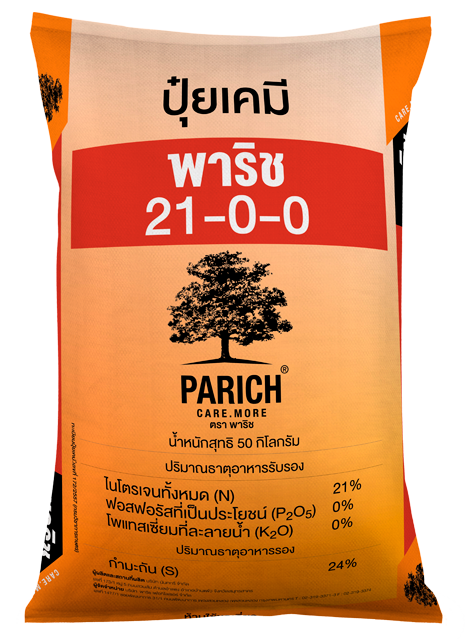 ปุ๋ยเคมี
พาริช
21-0-0
PARICH®
CARE.MORE
ตรา พาริช
น้ำหนักสุทธิ 50 กิโลกรัม
ปริมาณธาตุอาหารรับรอง
ไนโตรเจนทั้งหมด (N) 21%
ฟอสฟอรัสที่เป็นประโยชน์ (P₂O₅) 0%
โพแทสเซี่ยมที่ละลายน้ำ (K₂O) 0%
ปริมาณธาตุอาหารรอง
กำมะถัน (S) 24%